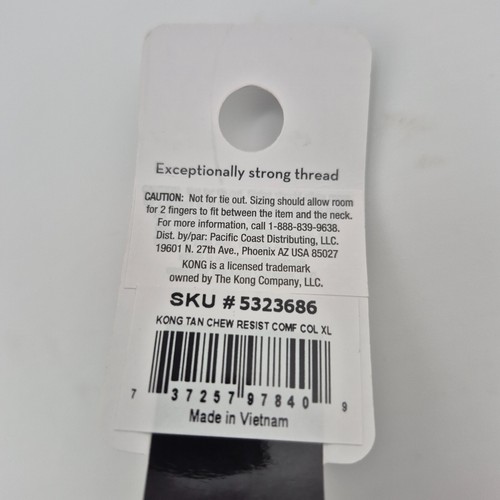 Exceptionally strong thread
CAUTION: Not for tie out. Sizing should allow room
for 2 fingers to fit between the item and the neck.
For more information, call 1-888-839-9638.
Dist. by/par: Pacific Coast Distributing, LLC.
19601 N. 27th Ave., Phoenix AZ USA 85027
KONG is a licensed trademark
owned by The Kong Company, LLC.
SKU # 5323686
KONG TAN CHEW RESIST COMF COL XL
7 37257 97840 9
Made in Vietnam